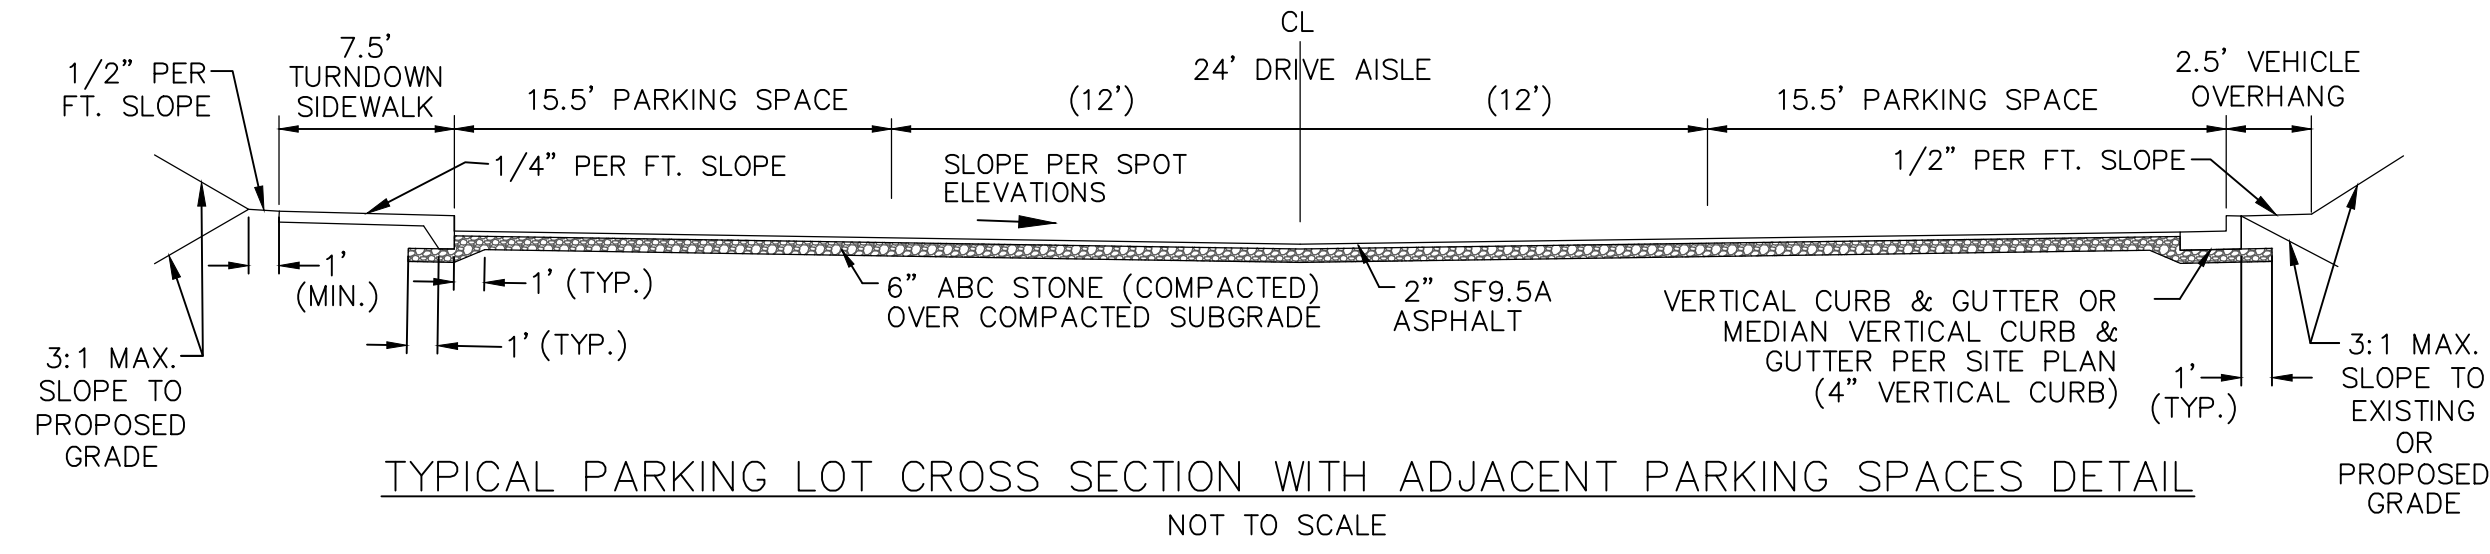 CL
24' DRIVE AISLE
7.5'
TURNDOWN
SIDEWALK
1/2" PER
FT. SLOPE
15.5' PARKING SPACE
(12')
(12')
15.5' PARKING SPACE
2.5' VEHICLE
OVERHANG
1/4" PER FT. SLOPE
SLOPE PER SPOT
ELEVATIONS
1/2" PER FT. SLOPE
1'
(MIN.)
1' (TYP.)
1' (TYP.)
6" ABC STONE (COMPACTED)
OVER COMPACTED SUBGRADE
2" SF9.5A
ASPHALT
VERTICAL CURB & GUTTER OR
MEDIAN VERTICAL CURB &
GUTTER PER SITE PLAN
(4" VERTICAL CURB)
1'
(TYP.)
3:1 MAX.
SLOPE TO
PROPOSED
GRADE
3:1 MAX.
SLOPE TO
EXISTING
OR
PROPOSED
GRADE
TYPICAL PARKING LOT CROSS SECTION WITH ADJACENT PARKING SPACES DETAIL
NOT TO SCALE